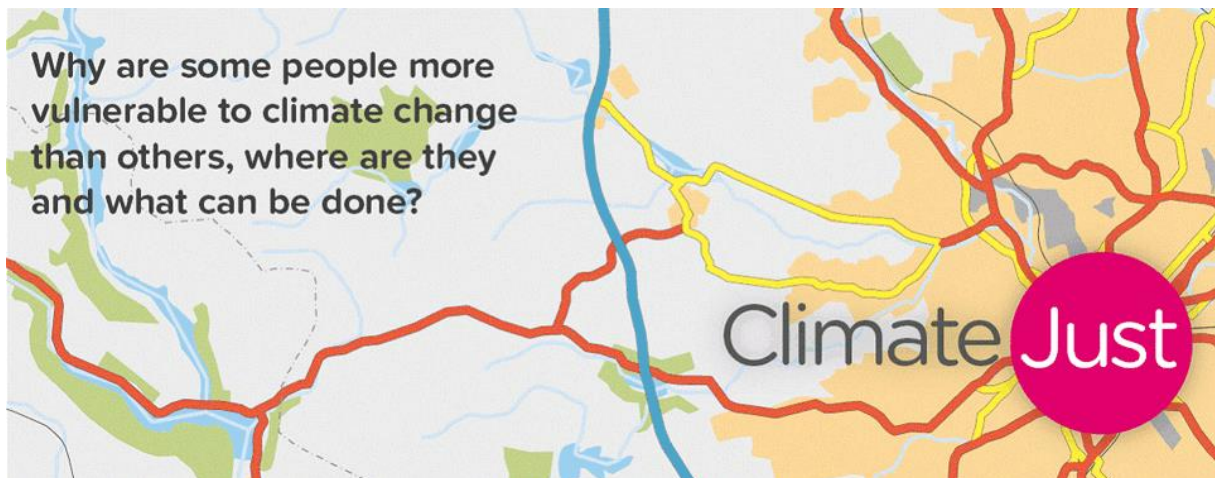 Why are some people more
vulnerable to climate change
than others, where are they
and what can be done?
Climate Just